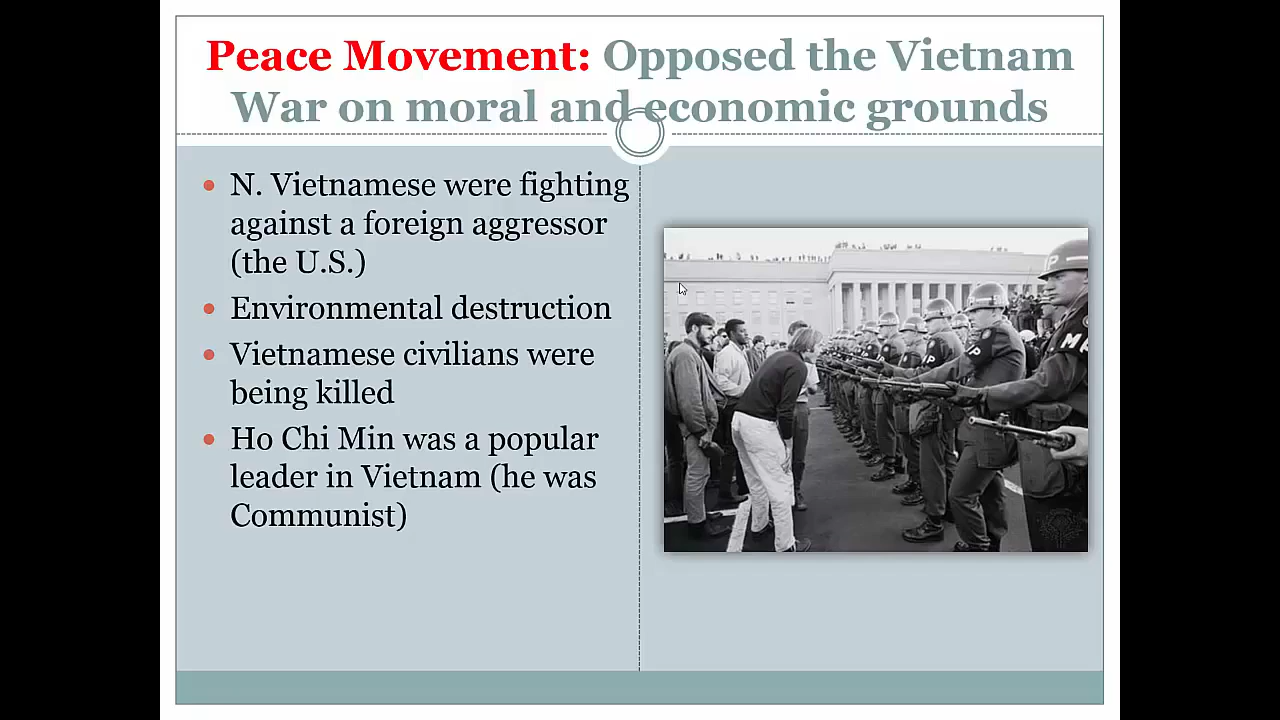 Peace Movement: Opposed the Vietnam
War on moral and economic grounds
• N. Vietnamese were fighting
against a foreign aggressor
(the U.S.)
• Environmental destruction
• Vietnamese civilians were
being killed
• Ho Chi Min was a popular
leader in Vietnam (he was
Communist)
MP
MP
MP